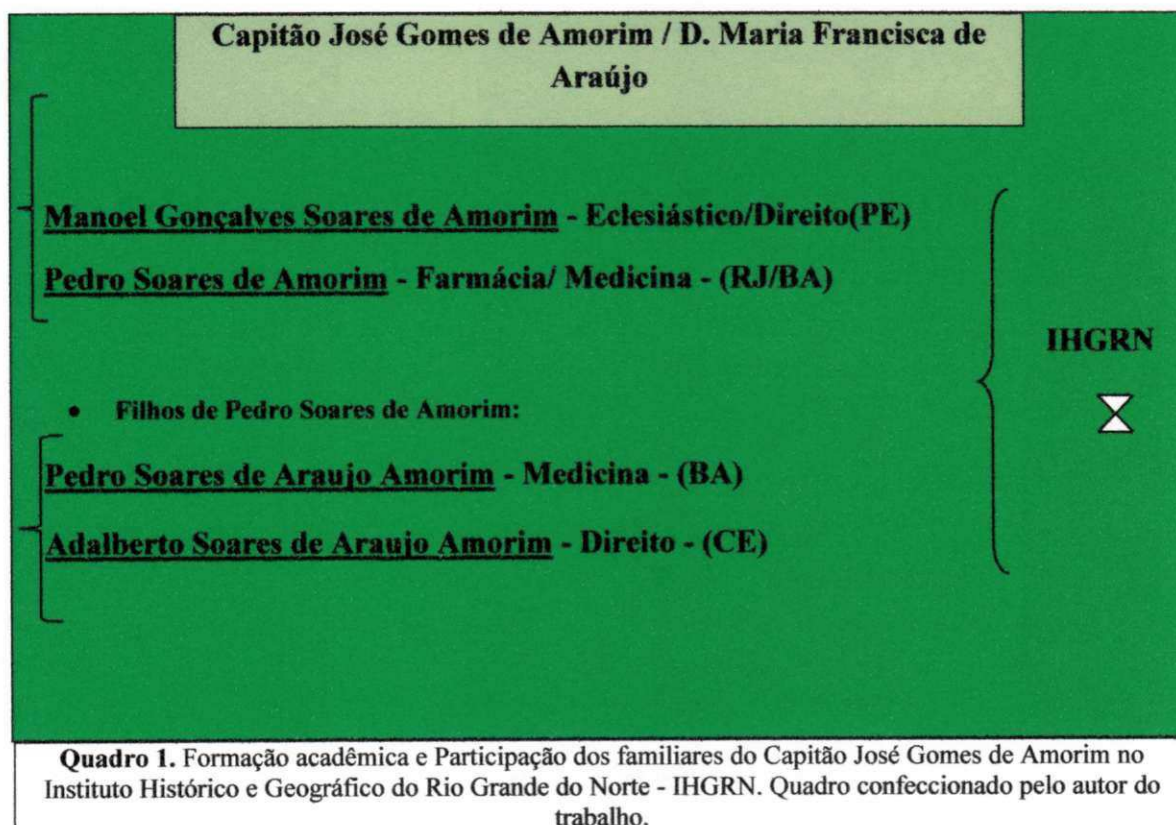 Capitão José Gomes de Amorim / D. Maria Francisca de
Araújo
Manoel Gonçalves Soares de Amorim - Eclesiástico/Direito(PE)
Pedro Soares de Amorim - Farmácia/ Medicina - (RJ/BA)
IHGRN
• Filhos de Pedro Soares de Amorim:
Pedro Soares de Araujo Amorim - Medicina - (BA)
Adalberto Soares de Araujo Amorim - Direito - (CE)
Quadro 1. Formação acadêmica e Participação dos familiares do Capitão José Gomes de Amorim no
Instituto Histórico e Geográfico do Rio Grande do Norte - IHGRN. Quadro confeccionado pelo autor do
trabalho.